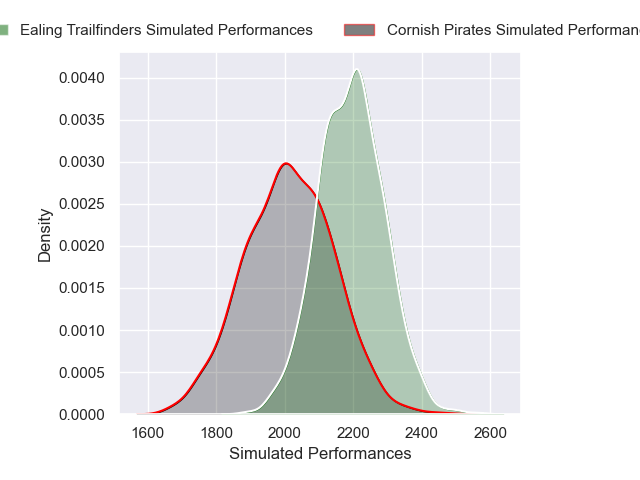 Ealing Trailfinders Simulated Performances
Cornish Pirates Simulated
0.0040
0.0035
0.0030
0.0025
0.0020
0.0015
0.0010
0.0005
0.0000
Density
1600 1800 2000 2200 2400 2600
Simulated Performances